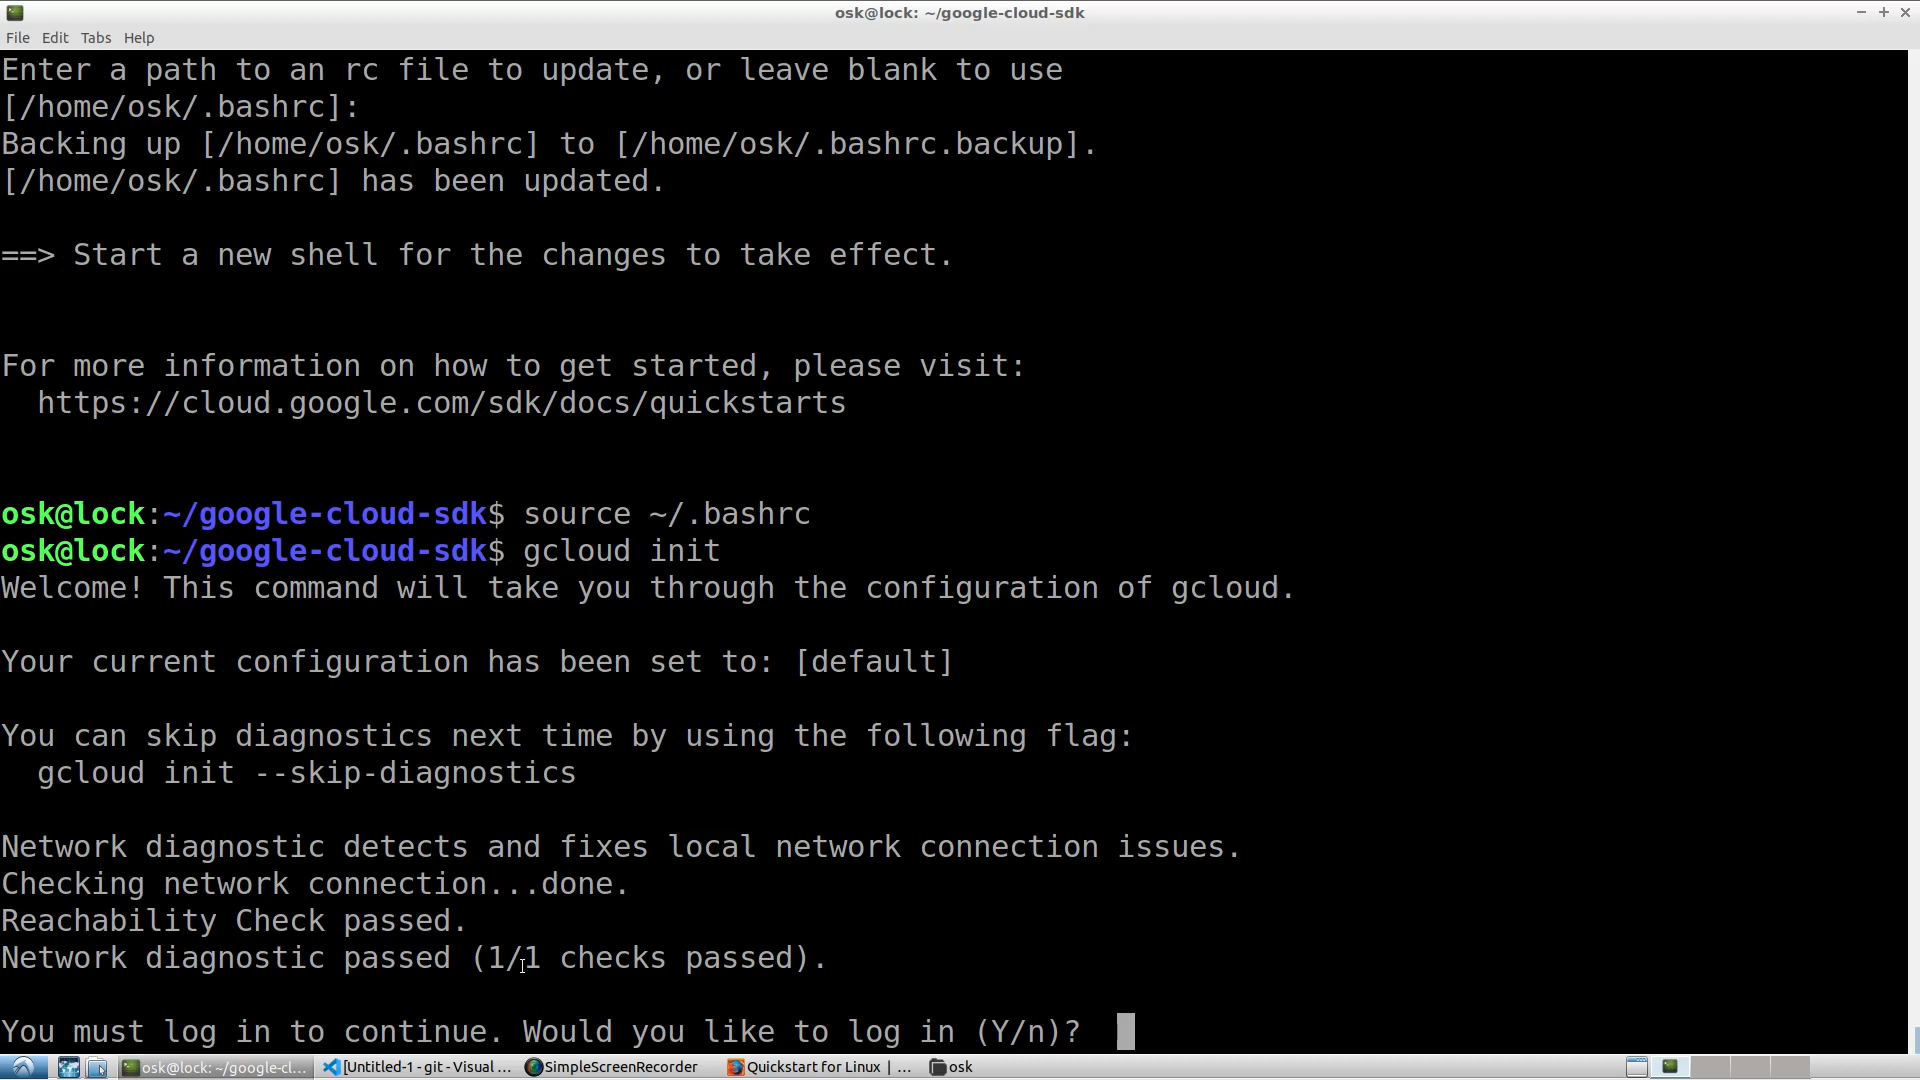 osk@lock: ~/google-cloud-sdk
File Edit Tabs Help
Enter a path to an rc file to update, or leave blank to use
[/home/osk/.bashrc]:
Backing up [/home/osk/.bashrc] to [/home/osk/.bashrc.backup].
[/home/osk/.bashrc] has been updated.
==> Start a new shell for the changes to take effect.
For more information on how to get started, please visit:
https://cloud.google.com/sdk/docs/quickstarts
osk@lock:~/google-cloud-sdk$ source ~/.bashrc
osk@lock:~/google-cloud-sdk$ gcloud init
Welcome! This command will take you through the configuration of gcloud.
Your current configuration has been set to: [default]
You can skip diagnostics next time by using the following flag:
gcloud init --skip-diagnostics
Network diagnostic detects and fixes local network connection issues.
Checking network connection...done.
Reachability Check passed.
Network diagnostic passed (1/1 checks passed).
You must log in to continue. Would you like to log in (Y/n)?
osk@lock: ~/google-cl... [Untitled-1 - git - Visual ... SimpleScreenRecorder Quickstart for Linux | ... osk